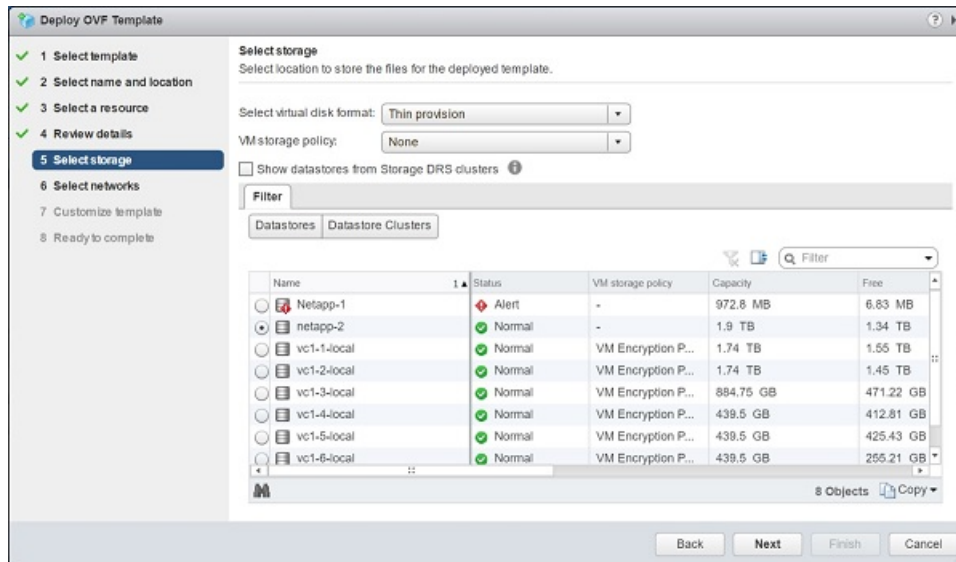 Deploy OVF Template
1 Select template
2 Select name and location
3 Select a resource
4 Review details
5 Select storage
6 Select networks
7 Customize template
8 Ready to complete
Select storage
Select location to store the files for the deployed template.
Select virtual disk format: Thin provision
VM storage policy: None
Show datastores from Storage DRS clusters
Filter
Datastores Datastore Clusters
Filter
Name 1 Status VM storage policy Capacity Free
Netapp-1 Alert - 972.8 MB 6.83 MB
netapp-2 Normal - 1.9 TB 1.34 TB
vc1-1-local Normal VM Encryption P... 1.74 TB 1.55 TB
vc1-2-local Normal VM Encryption P... 1.74 TB 1.45 TB
vc1-3-local Normal VM Encryption P... 884.75 GB 471.22 GB
vc1-4-local Normal VM Encryption P... 439.5 GB 412.81 GB
vc1-5-local Normal VM Encryption P... 439.5 GB 425.43 GB
vc1-6-local Normal VM Encryption P... 439.5 GB 255.21 GB
8 Objects Copy
Back Next Finish Cancel